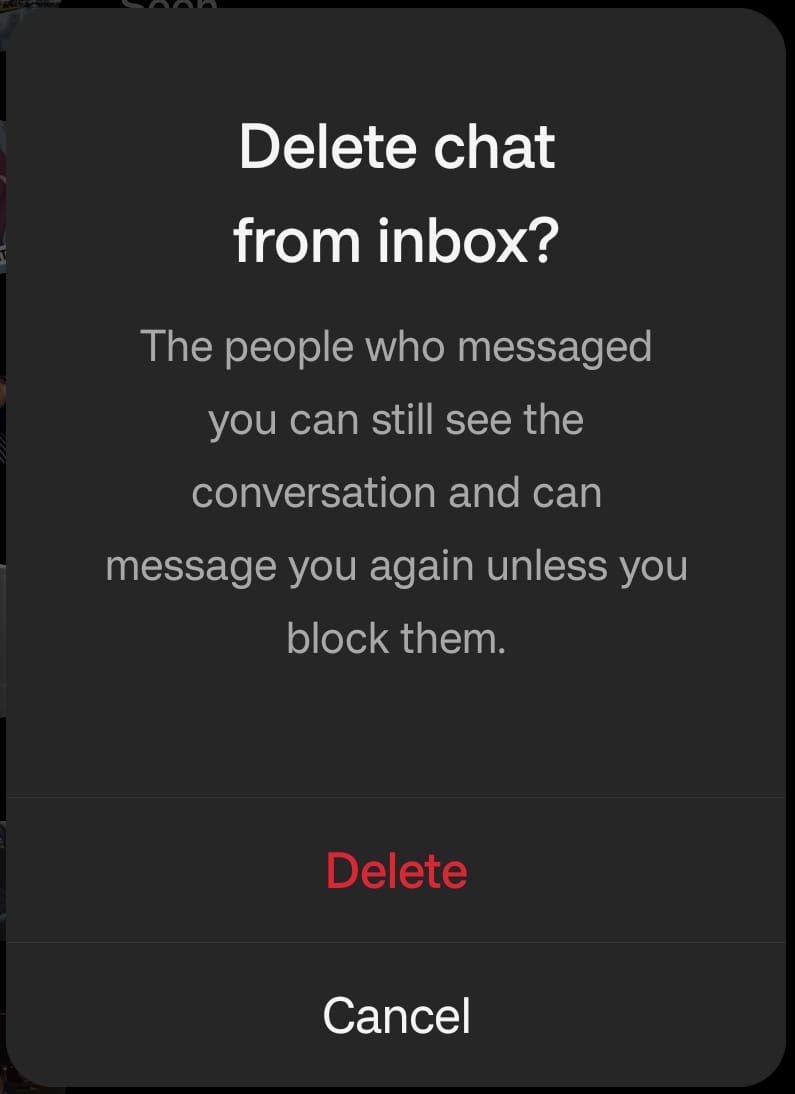 Seen
Delete chat
from inbox?
The people who messaged
you can still see the
conversation and can
message you again unless you
block them.
Delete
Cancel